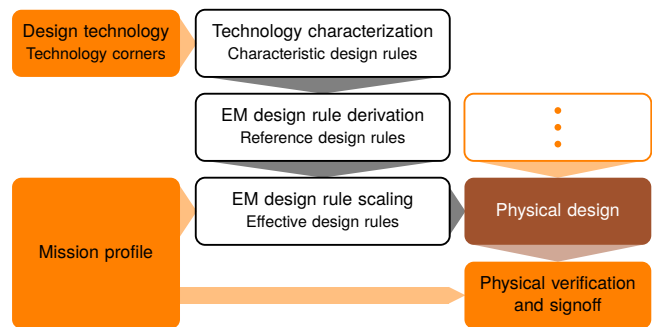 Design technology
Technology corners
Technology characterization
Characteristic design rules
EM design rule derivation
Reference design rules
Mission profile
EM design rule scaling
Effective design rules
Physical design
Physical verification
and signoff